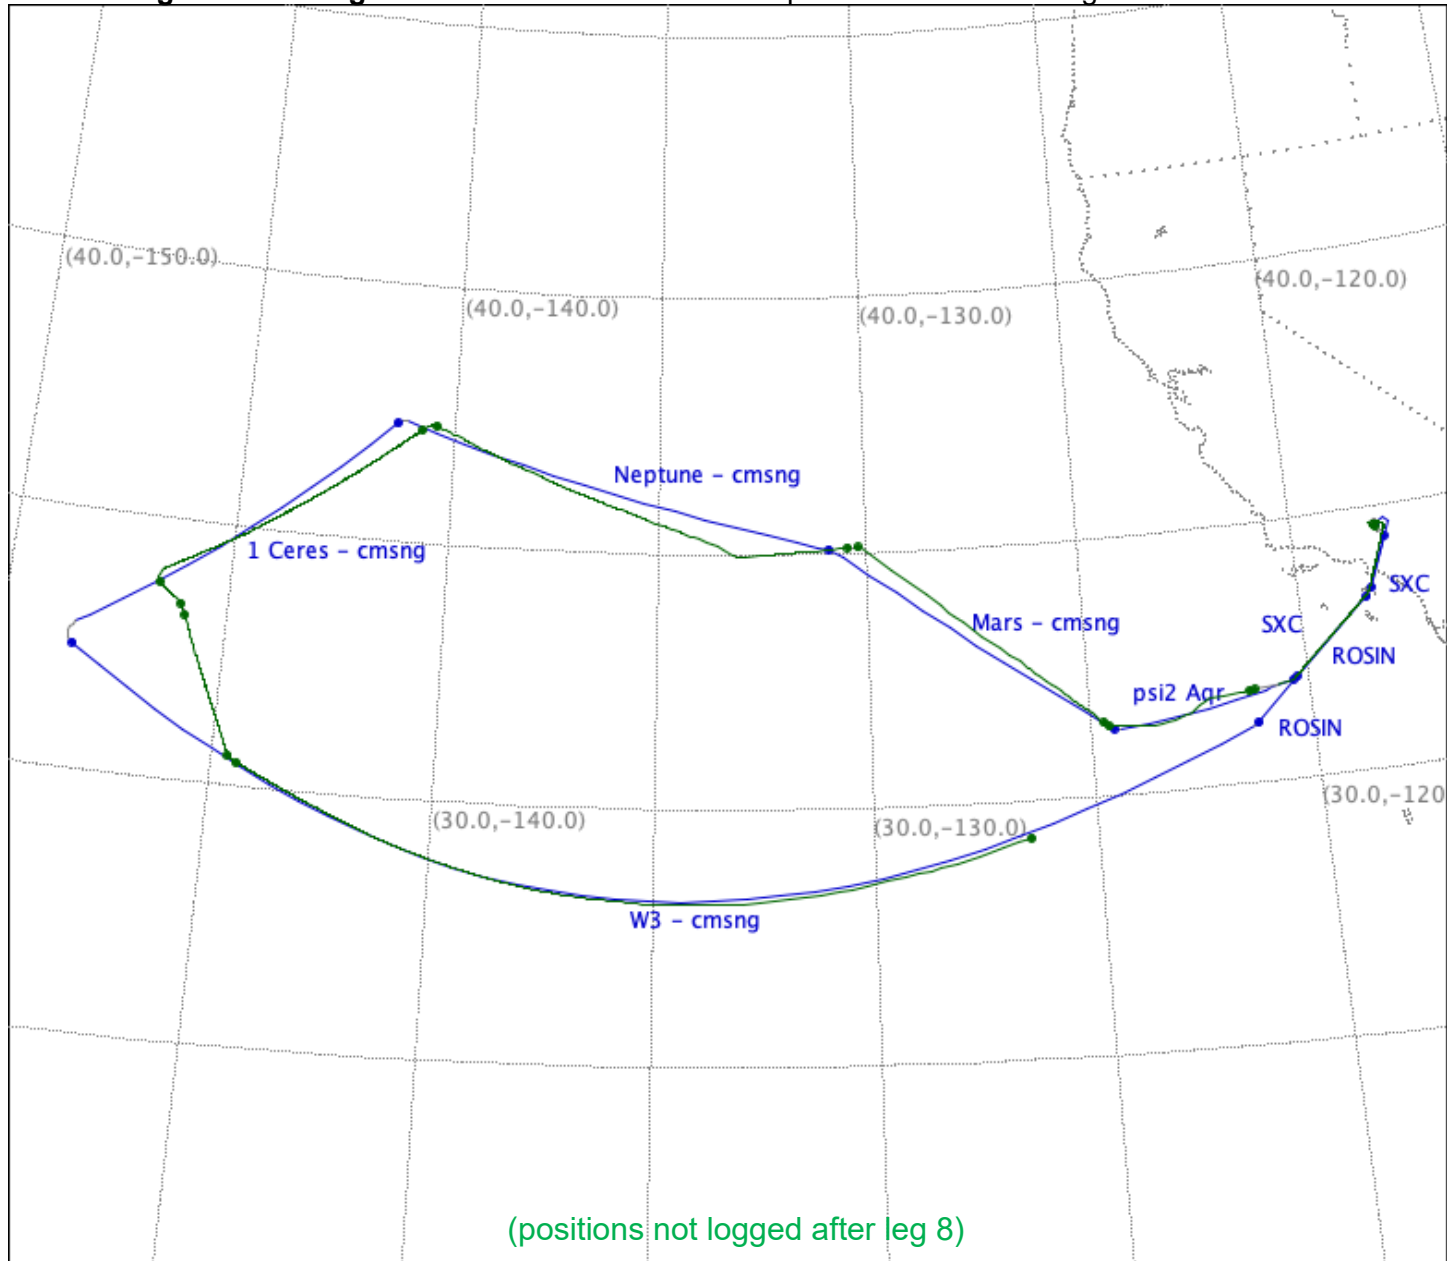 (40.0,-150.0)
(40.0,-120.0)
(40.0,-140.0)
(40.0,-130.0)
Neptune - cmsng
1 Ceres - cmsng
SXC
Mars - cmsng
SXC
ROSIN
psi2 Aqr
ROSIN
(30.0,-120
(30.0,-140.0)
(30.0,-130.0)
W3 - cmsng
(positions not logged after leg 8)